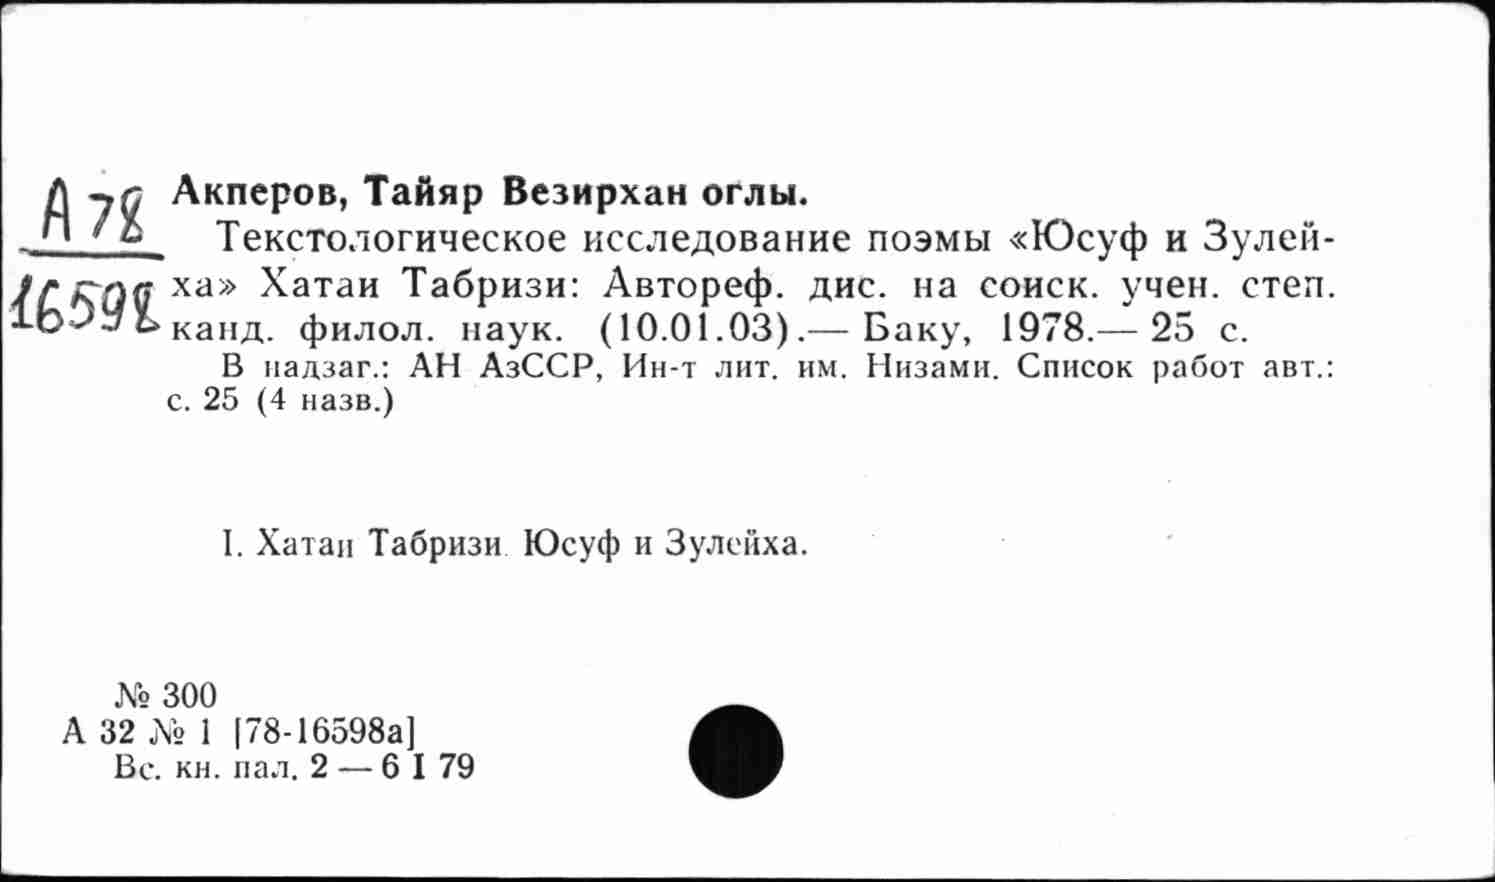 А 78
16598
Акперов, Тайяр Везирхан оглы.
Текстологическое исследование поэмы «Юсуф и Зулей-
ха» Хатаи Табризи: Автореф. дис. на соиск. учен. степ.
канд. филол. наук. (10.01.03).— Баку, 1978.— 25 с.
В надзаг.: АН АзССР, Ин-т лит. им. Низами. Список работ авт.:
с. 25 (4 назв.)
I. Хатаи Табризи. Юсуф и Зулейха.
№ 300
А 32 № 1 [78-16598а]
Вс. кн. пал. 2 — 6 I 79